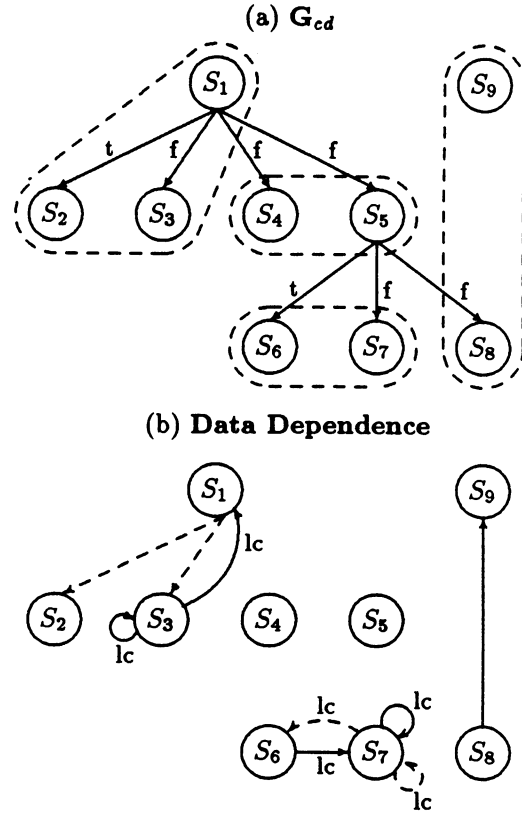 (a) G_cd
S_1 S_9
t f f f
S_2 S_3 S_4 S_5
t f f
S_6 S_7 S_8
(b) Data Dependence
S_1 S_9
lc
S_2 S_3 S_4 S_5
lc
lc lc
S_6 S_7 S_8
lc
lc